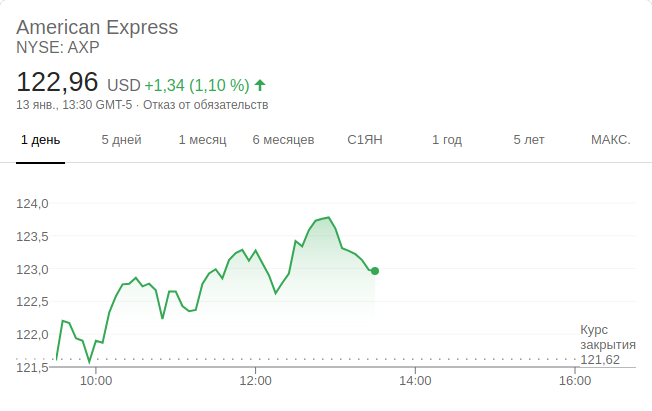 American Express
NYSE: AXP
122,96 USD +1,34 (1,10 %)
13 янв., 13:30 GMT-5 · Отказ от обязательств
1 день 5 дней 1 месяц 6 месяцев С1ЯН 1 год 5 лет МАКС.
124,0
123,5
123,0
122,5
122,0
121,5
Курс
закрытия
121,62
10:00 12:00 14:00 16:00